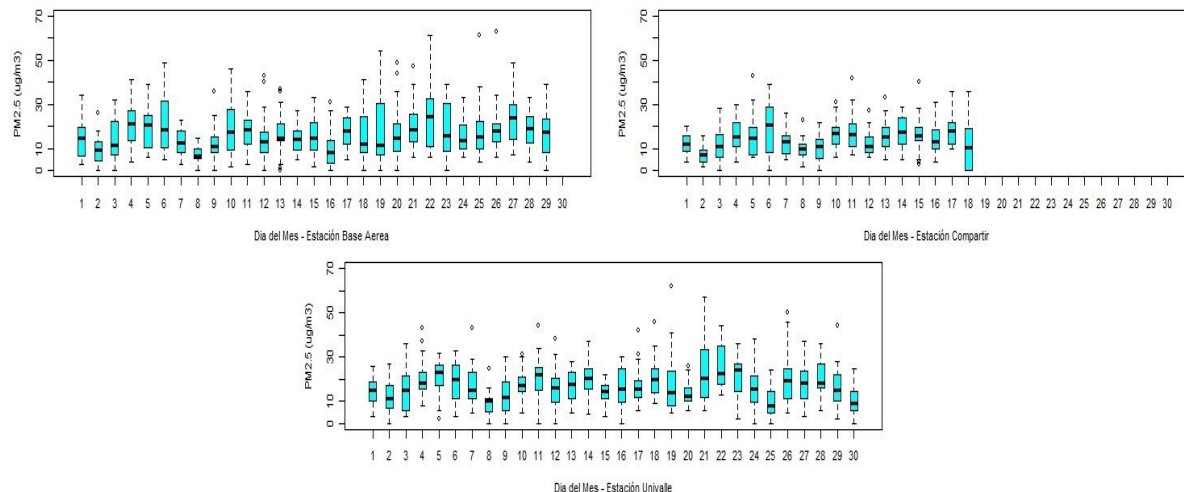 70
50
30
10
0
PM2.5 (ug/m3)
1 2 3 4 5 6 7 8 9 10 11 12 13 14 15 16 17 18 19 20 21 22 23 24 25 26 27 28 29 30
Dia del Mes - Estación Base Aerea
70
50
30
10
0
PM2.5 (ug/m3)
1 2 3 4 5 6 7 8 9 10 11 12 13 14 15 16 17 18 19 20 21 22 23 24 25 26 27 28 29 30
Dia del Mes - Estación Compartir
70
50
30
10
0
PM2.5 (ug/m3)
1 2 3 4 5 6 7 8 9 10 11 12 13 14 15 16 17 18 19 20 21 22 23 24 25 26 27 28 29 30
Dia del Mes - Estación Univalle